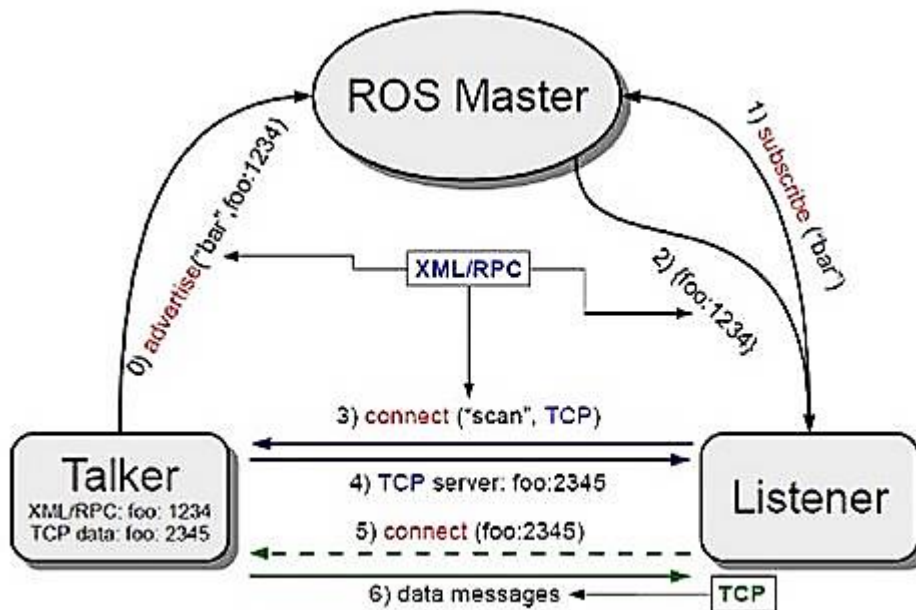 ROS Master
0) advertise("bar",foo:1234}
1) subscribe ("bar")
XML/RPC
2) {foo:1234}
3) connect ("scan", TCP)
Talker
XML/RPC: foo: 1234
TCP data: foo: 2345
4) TCP server: foo:2345
Listener
5) connect (foo:2345)
6) data messages
TCP